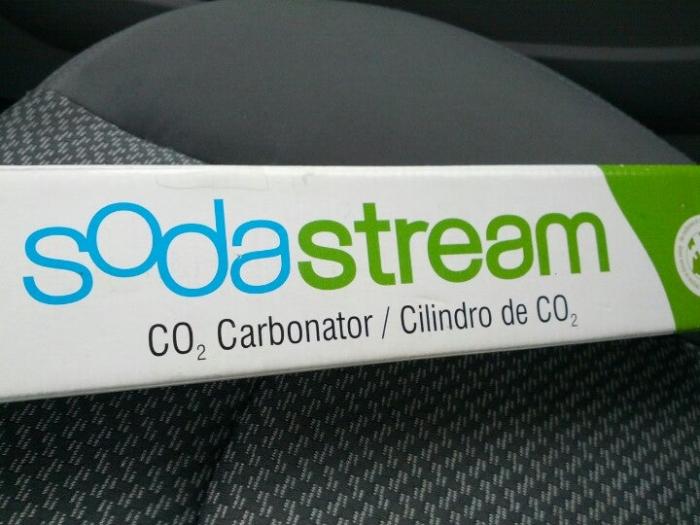 sodastream
CO₂ Carbonator / Cilindro de CO₂